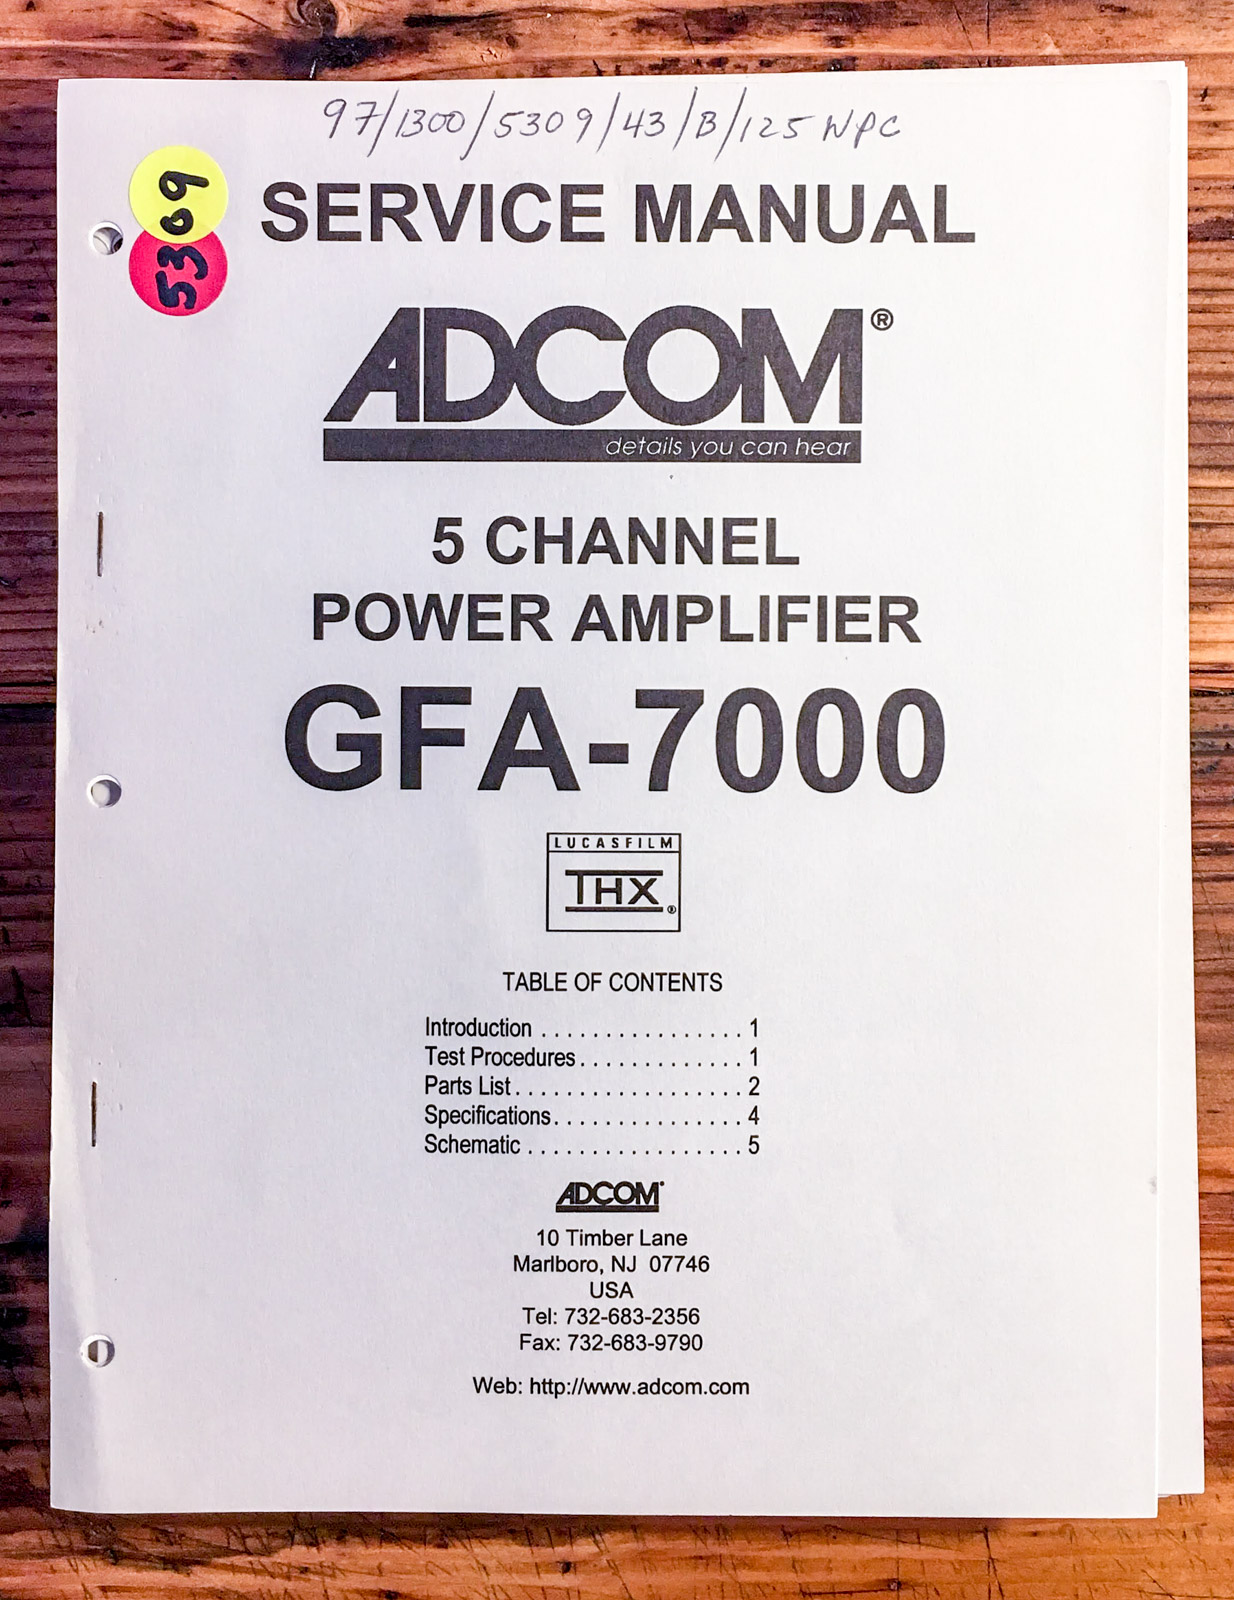 97/1300/5309/43/B/125 NPC
5309
SERVICE MANUAL
ADCOM®
details you can hear
5 CHANNEL
POWER AMPLIFIER
GFA-7000
LUCASFILM
THX®
TABLE OF CONTENTS
Introduction . . . . . . . . . . . . . . . . 1
Test Procedures . . . . . . . . . . . . . 1
Parts List . . . . . . . . . . . . . . . . . . 2
Specifications . . . . . . . . . . . . . . . 4
Schematic . . . . . . . . . . . . . . . . . 5
ADCOM
10 Timber Lane
Marlboro, NJ 07746
USA
Tel: 732-683-2356
Fax: 732-683-9790
Web: http://www.adcom.com